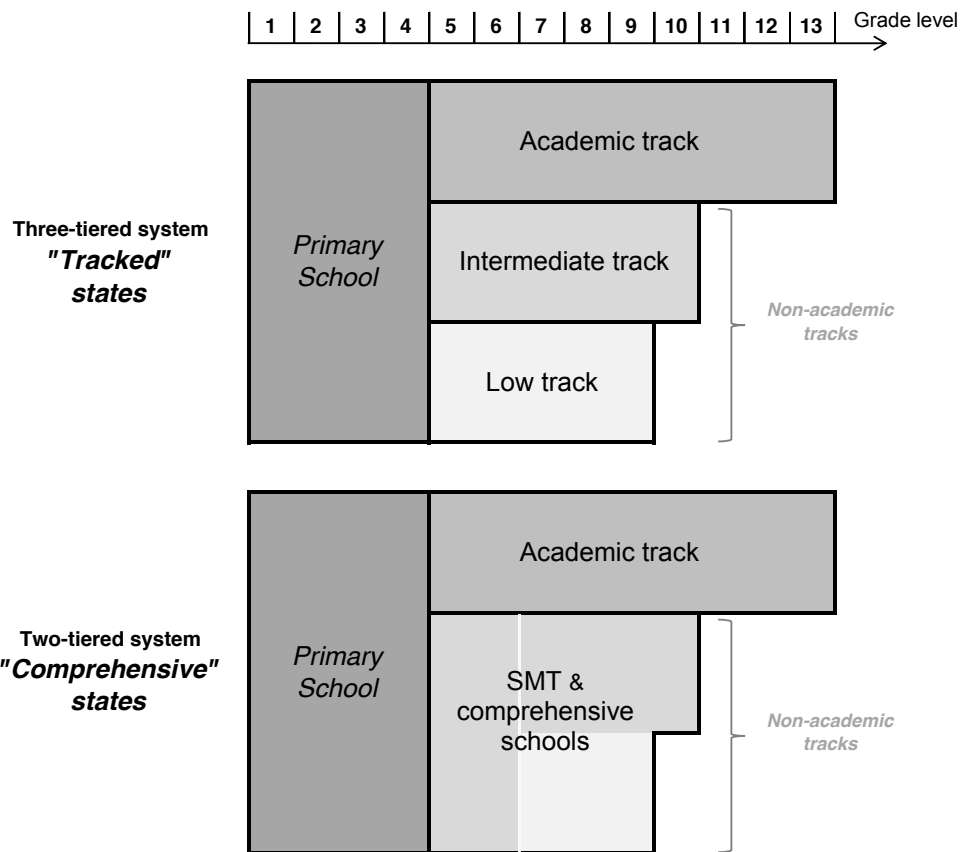 1 2 3 4 5 6 7 8 9 10 11 12 13 Grade level
Three-tiered system
"Tracked"
states
Primary
School
Academic track
Intermediate track
Low track
Non-academic
tracks
Two-tiered system
"Comprehensive"
states
Primary
School
Academic track
SMT &
comprehensive
schools
Non-academic
tracks